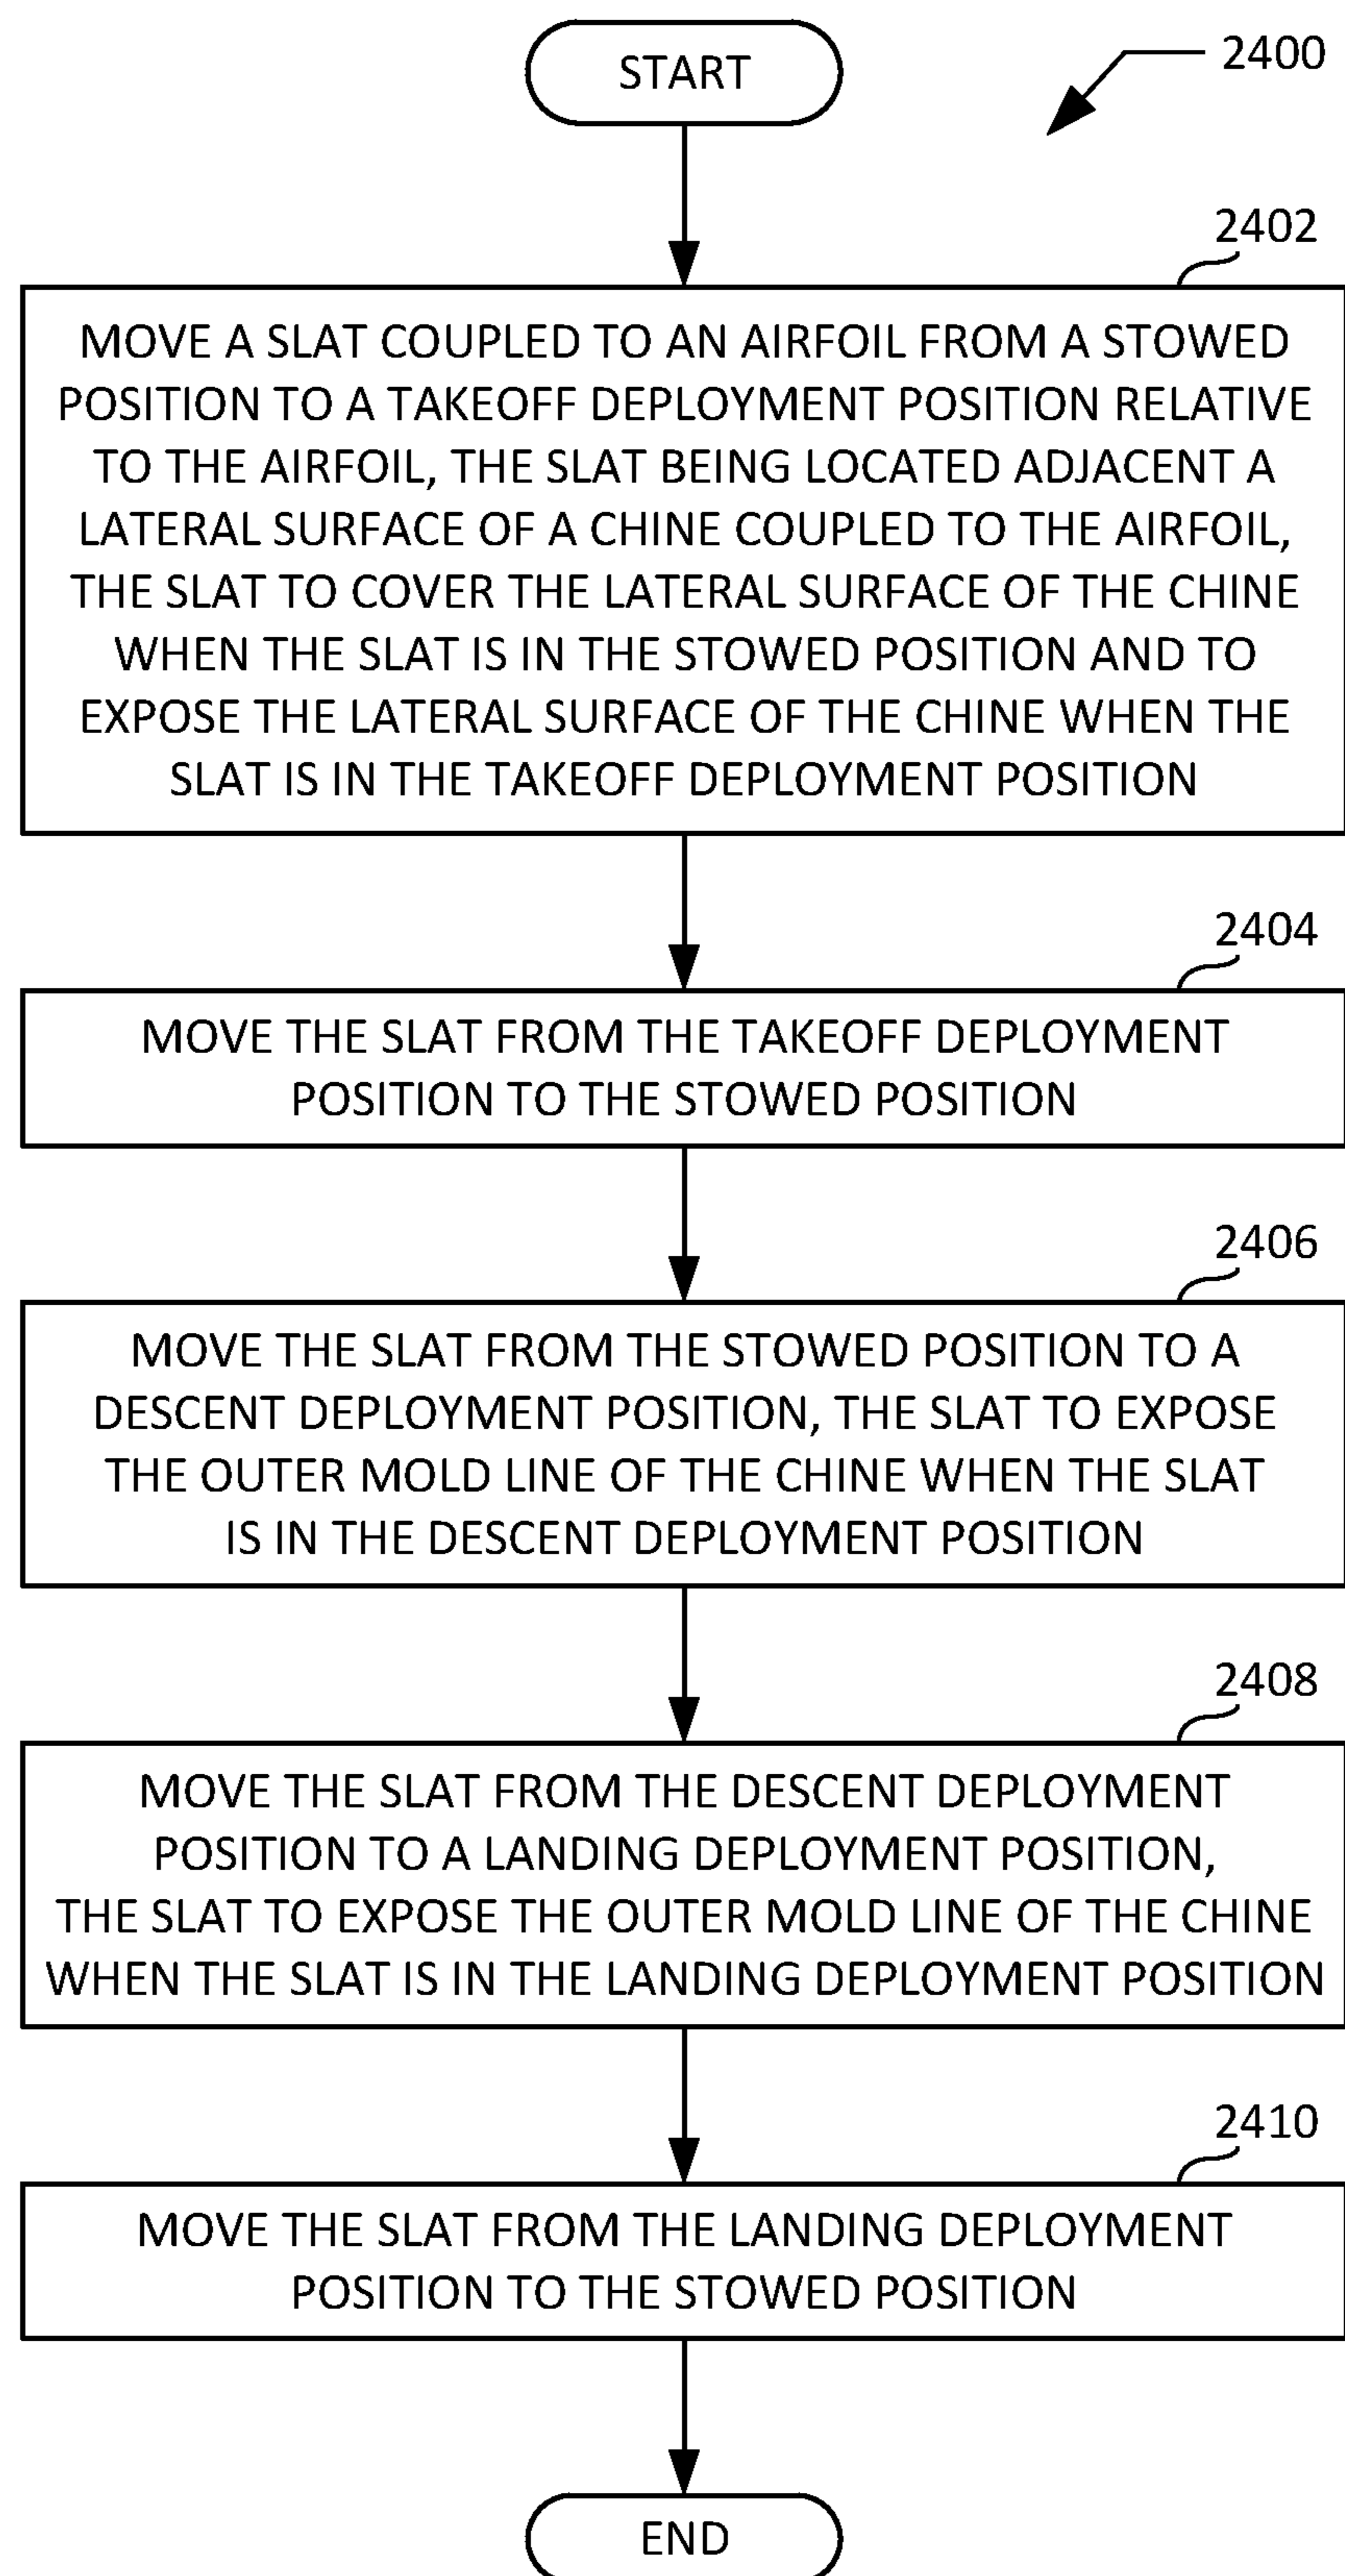 START
2400
2402
MOVE A SLAT COUPLED TO AN AIRFOIL FROM A STOWED
POSITION TO A TAKEOFF DEPLOYMENT POSITION RELATIVE
TO THE AIRFOIL, THE SLAT BEING LOCATED ADJACENT A
LATERAL SURFACE OF A CHINE COUPLED TO THE AIRFOIL,
THE SLAT TO COVER THE LATERAL SURFACE OF THE CHINE
WHEN THE SLAT IS IN THE STOWED POSITION AND TO
EXPOSE THE LATERAL SURFACE OF THE CHINE WHEN THE
SLAT IS IN THE TAKEOFF DEPLOYMENT POSITION
2404
MOVE THE SLAT FROM THE TAKEOFF DEPLOYMENT
POSITION TO THE STOWED POSITION
2406
MOVE THE SLAT FROM THE STOWED POSITION TO A
DESCENT DEPLOYMENT POSITION, THE SLAT TO EXPOSE
THE OUTER MOLD LINE OF THE CHINE WHEN THE SLAT
IS IN THE DESCENT DEPLOYMENT POSITION
2408
MOVE THE SLAT FROM THE DESCENT DEPLOYMENT
POSITION TO A LANDING DEPLOYMENT POSITION,
THE SLAT TO EXPOSE THE OUTER MOLD LINE OF THE CHINE
WHEN THE SLAT IS IN THE LANDING DEPLOYMENT POSITION
2410
MOVE THE SLAT FROM THE LANDING DEPLOYMENT
POSITION TO THE STOWED POSITION
END